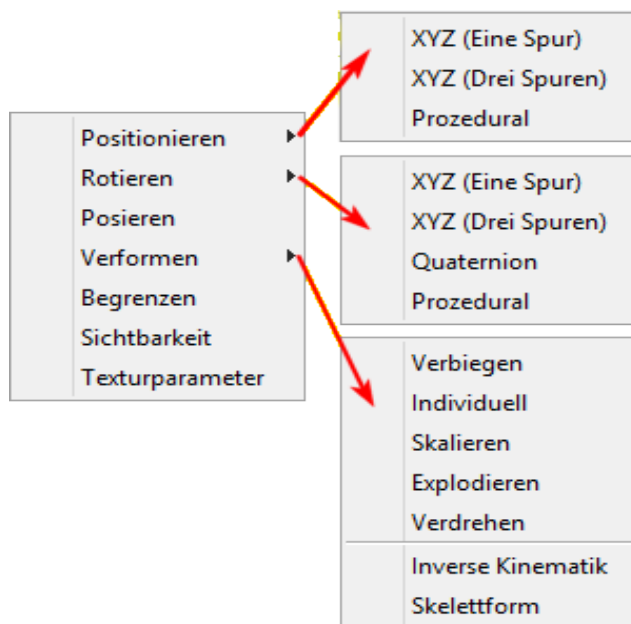 Positionieren
Rotieren
Posieren
Verformen
Begrenzen
Sichtbarkeit
Texturparameter
XYZ (Eine Spur)
XYZ (Drei Spuren)
Prozedural
XYZ (Eine Spur)
XYZ (Drei Spuren)
Quaternion
Prozedural
Verbiegen
Individuell
Skalieren
Explodieren
Verdrehen
Inverse Kinematik
Skelettform